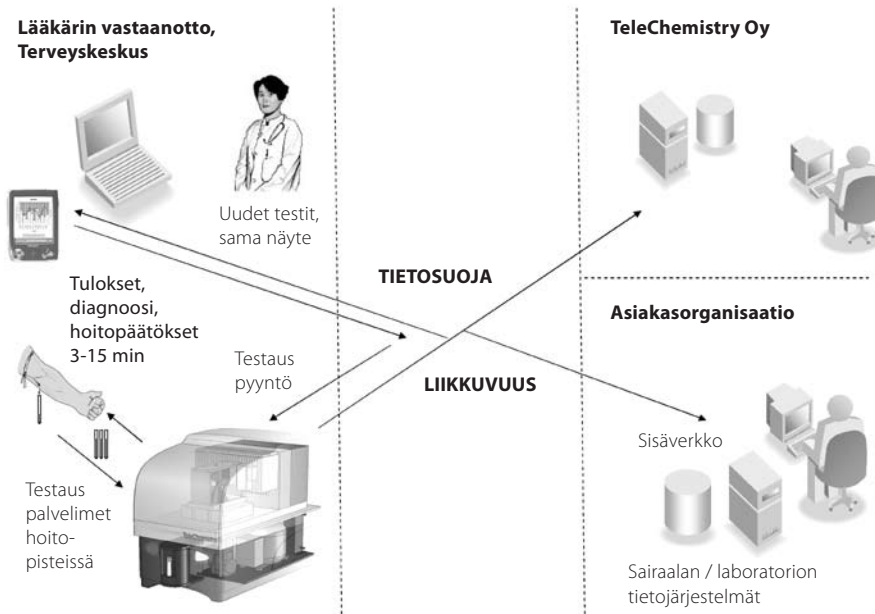 Lääkärin vastaanotto,
Terveyskeskus
TeleChemistry Oy
Uudet testit,
sama näyte
TIETOSUOJA
Tulokset,
diagnoosi,
hoitopäätökset
3-15 min
Asiakasorganisaatio
Testaus
pyyntö
LIIKKUVUUS
Sisäverkko
Testaus
palvelimet
hoito-
pisteissä
Sairaalan / laboratorion
tietojärjestelmät